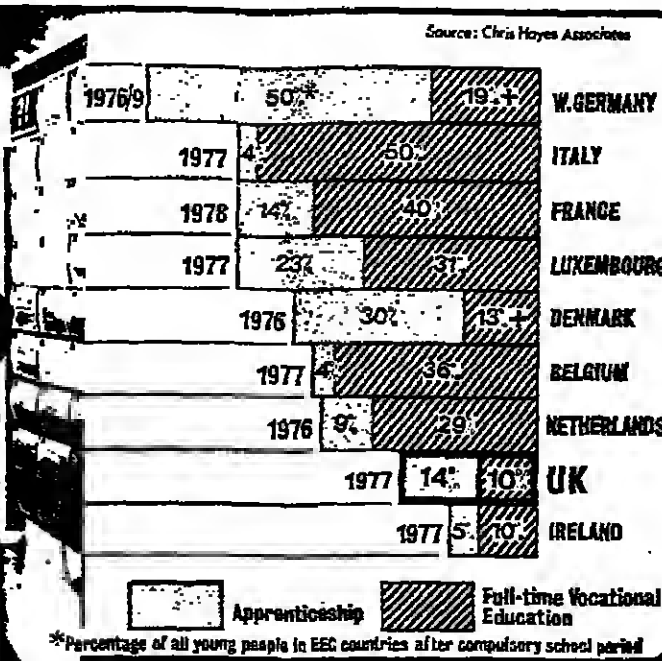 Source: Chris Hayes Associates
1976/9 50%* 19%+ W.GERMANY
1977 4% 50% ITALY
1978 14% 40% FRANCE
1977 23% 31% LUXEMBOURG
1976 30% 13%+ DENMARK
1977 4% 36% BELGIUM
1976 9% 29% NETHERLANDS
1977 14% 10% UK
1977 5% 10% IRELAND
Apprenticeship Full-time Vocational
Education
*Percentage of all young people in EEC countries after compulsory school period